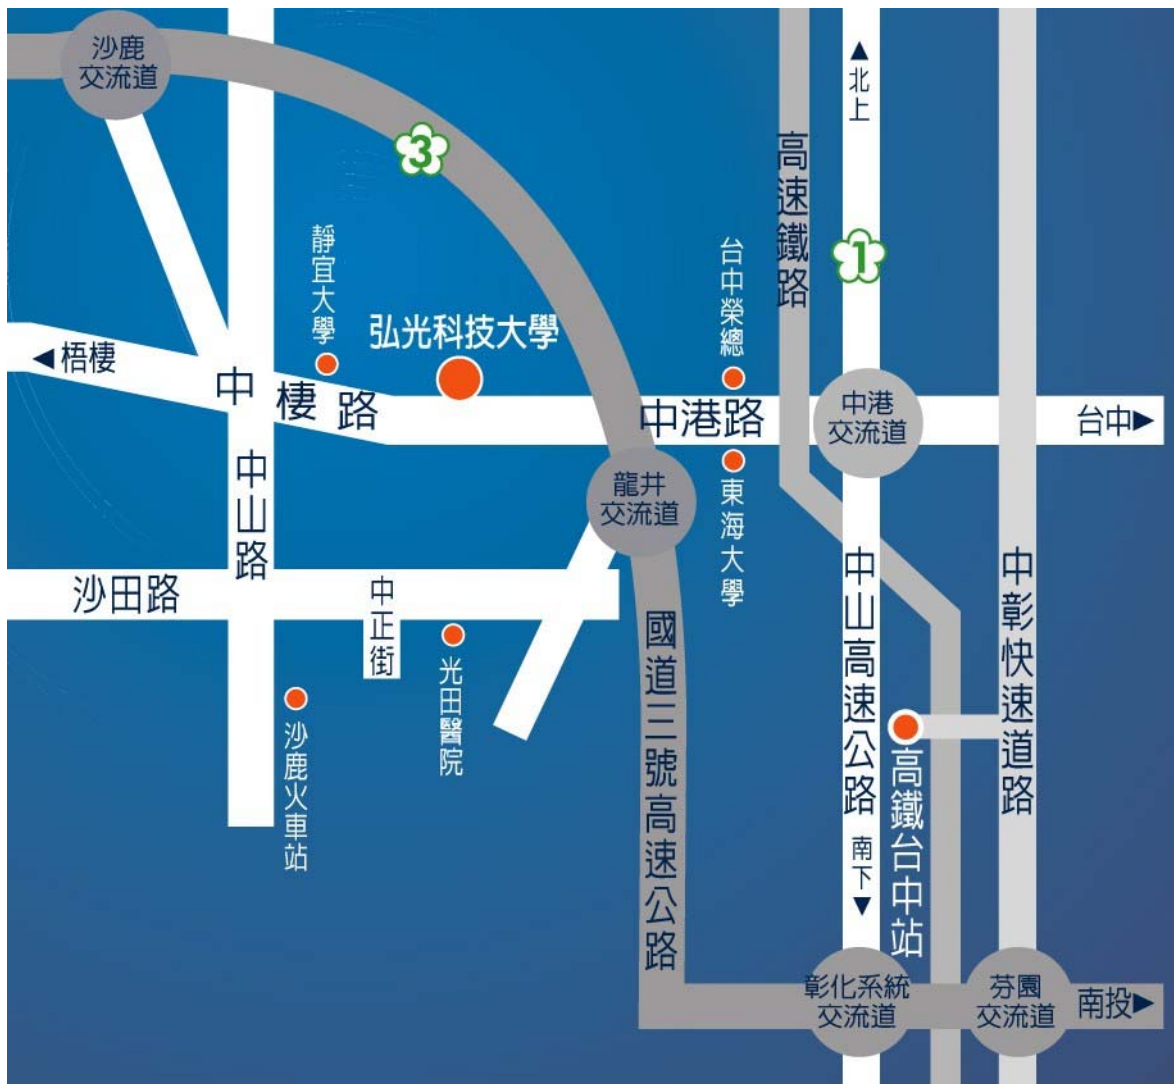 沙鹿
交流道
3
北上
高速鐵路
1
靜宜大學
弘光科技大學
台中榮總
梧棲
中棲路
中港路
中港
交流道
台中
中山路
龍井
交流道
東海大學
沙田路
中正街
光田醫院
沙鹿火車站
國道三號高速公路
中山高速公路
中彰快速道路
高鐵台中站
南下
彰化系統
交流道
芬園
交流道
南投